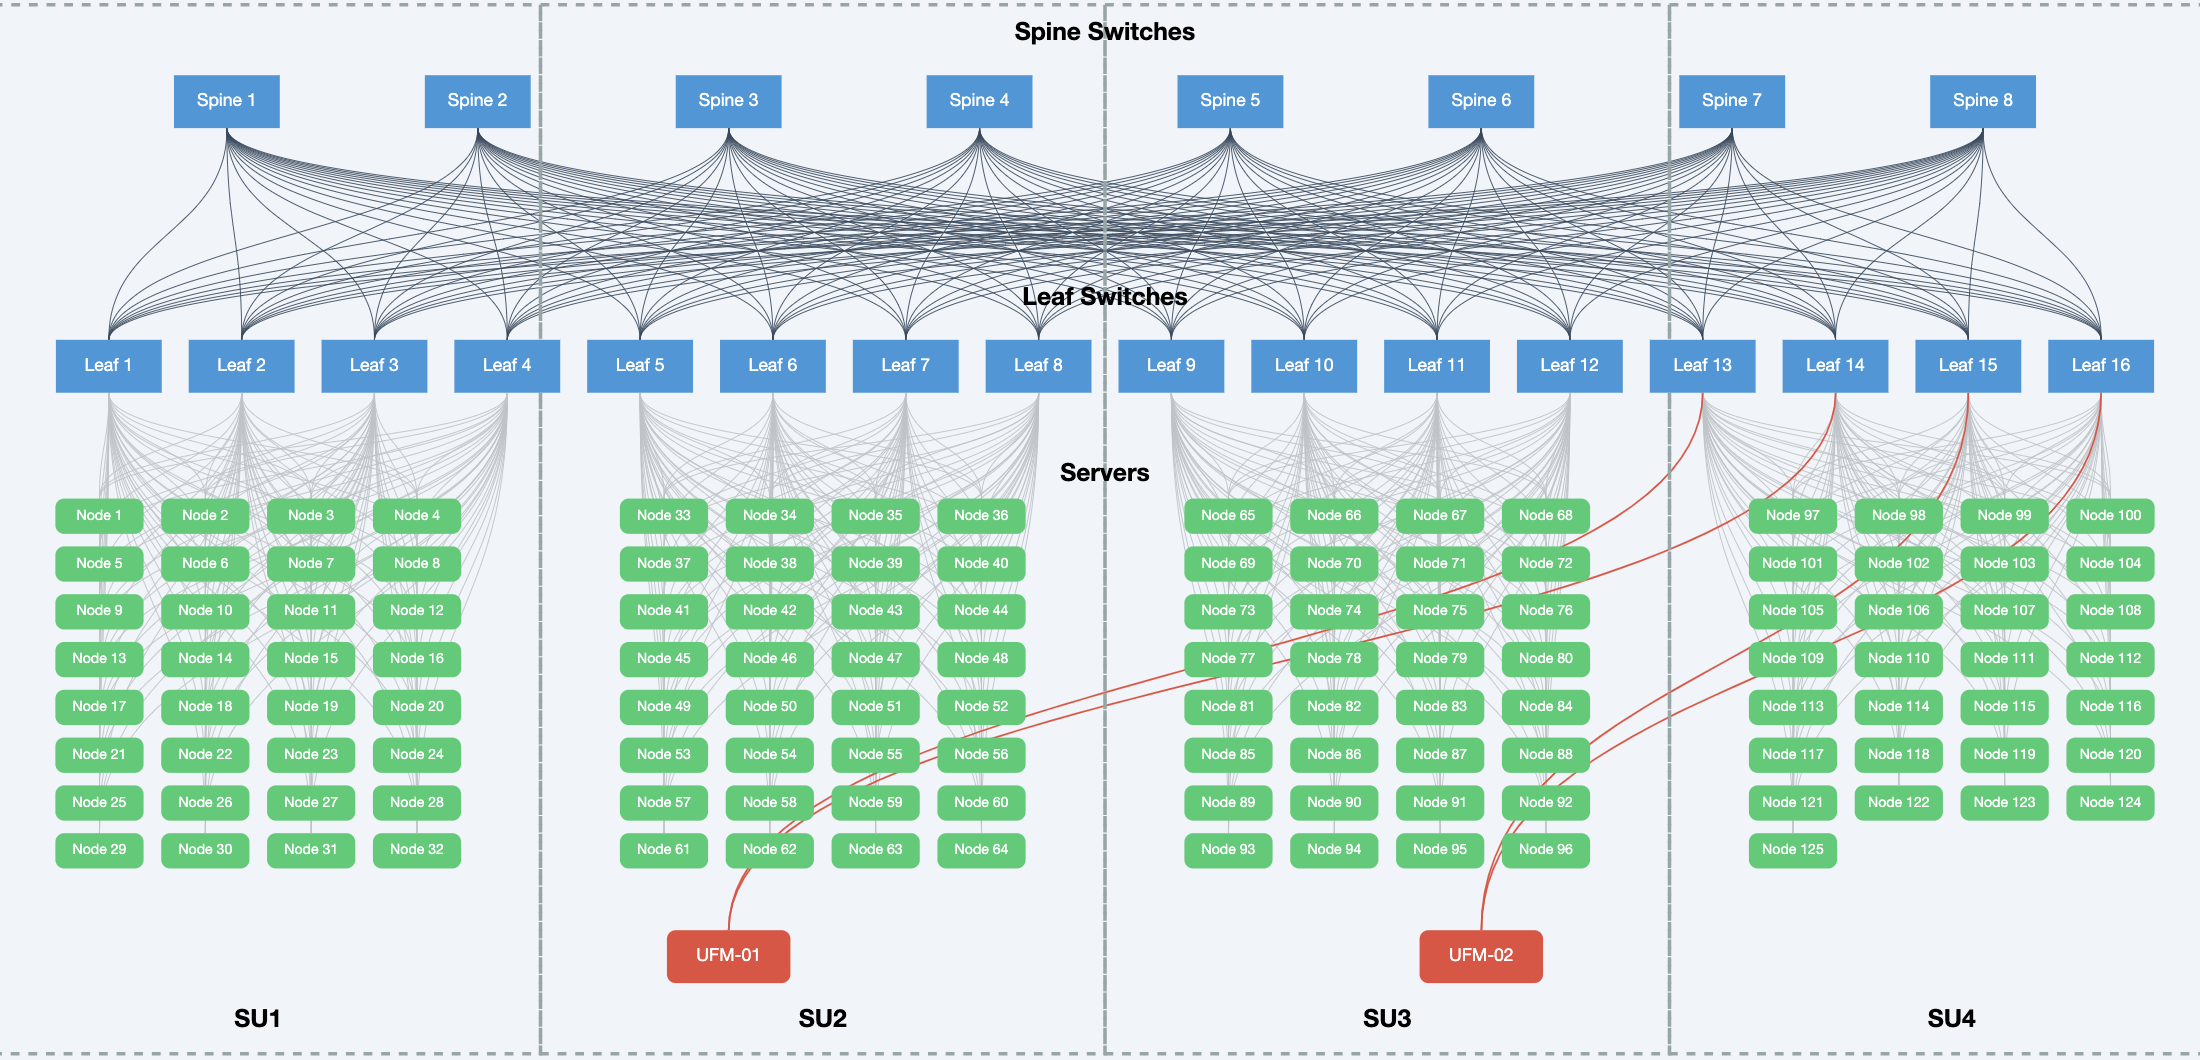 Spine Switches
Spine 1 Spine 2 Spine 3 Spine 4 Spine 5 Spine 6 Spine 7 Spine 8
Leaf Switches
Leaf 1 Leaf 2 Leaf 3 Leaf 4 Leaf 5 Leaf 6 Leaf 7 Leaf 8 Leaf 9 Leaf 10 Leaf 11 Leaf 12 Leaf 13 Leaf 14 Leaf 15 Leaf 16
Servers
Node 1 Node 2 Node 3 Node 4 Node 33 Node 34 Node 35 Node 36 Node 65 Node 66 Node 67 Node 68 Node 97 Node 98 Node 99 Node 100
Node 5 Node 6 Node 7 Node 8 Node 37 Node 38 Node 39 Node 40 Node 69 Node 70 Node 71 Node 72 Node 101 Node 102 Node 103 Node 104
Node 9 Node 10 Node 11 Node 12 Node 41 Node 42 Node 43 Node 44 Node 73 Node 74 Node 75 Node 76 Node 105 Node 106 Node 107 Node 108
Node 13 Node 14 Node 15 Node 16 Node 45 Node 46 Node 47 Node 48 Node 77 Node 78 Node 79 Node 80 Node 109 Node 110 Node 111 Node 112
Node 17 Node 18 Node 19 Node 20 Node 49 Node 50 Node 51 Node 52 Node 81 Node 82 Node 83 Node 84 Node 113 Node 114 Node 115 Node 116
Node 21 Node 22 Node 23 Node 24 Node 53 Node 54 Node 55 Node 56 Node 85 Node 86 Node 87 Node 88 Node 117 Node 118 Node 119 Node 120
Node 25 Node 26 Node 27 Node 28 Node 57 Node 58 Node 59 Node 60 Node 89 Node 90 Node 91 Node 92 Node 121 Node 122 Node 123 Node 124
Node 29 Node 30 Node 31 Node 32 Node 61 Node 62 Node 63 Node 64 Node 93 Node 94 Node 95 Node 96 Node 125
UFM-01 UFM-02
SU1 SU2 SU3 SU4